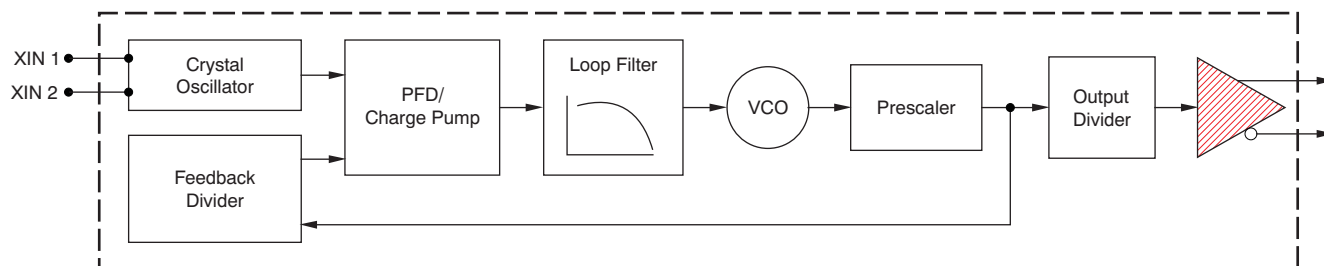 XIN 1
XIN 2
Crystal
Oscillator
Feedback
Divider
PFD/
Charge Pump
Loop Filter
VCO
Prescaler
Output
Divider